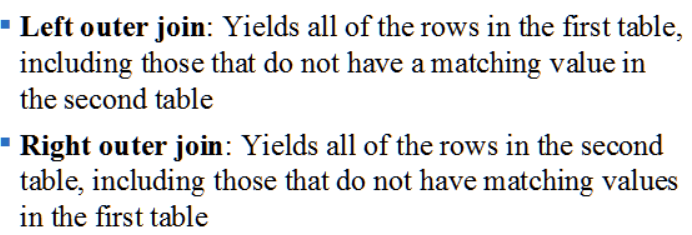 ▪ Left outer join: Yields all of the rows in the first table,
including those that do not have a matching value in
the second table
▪ Right outer join: Yields all of the rows in the second
table, including those that do not have matching values
in the first table